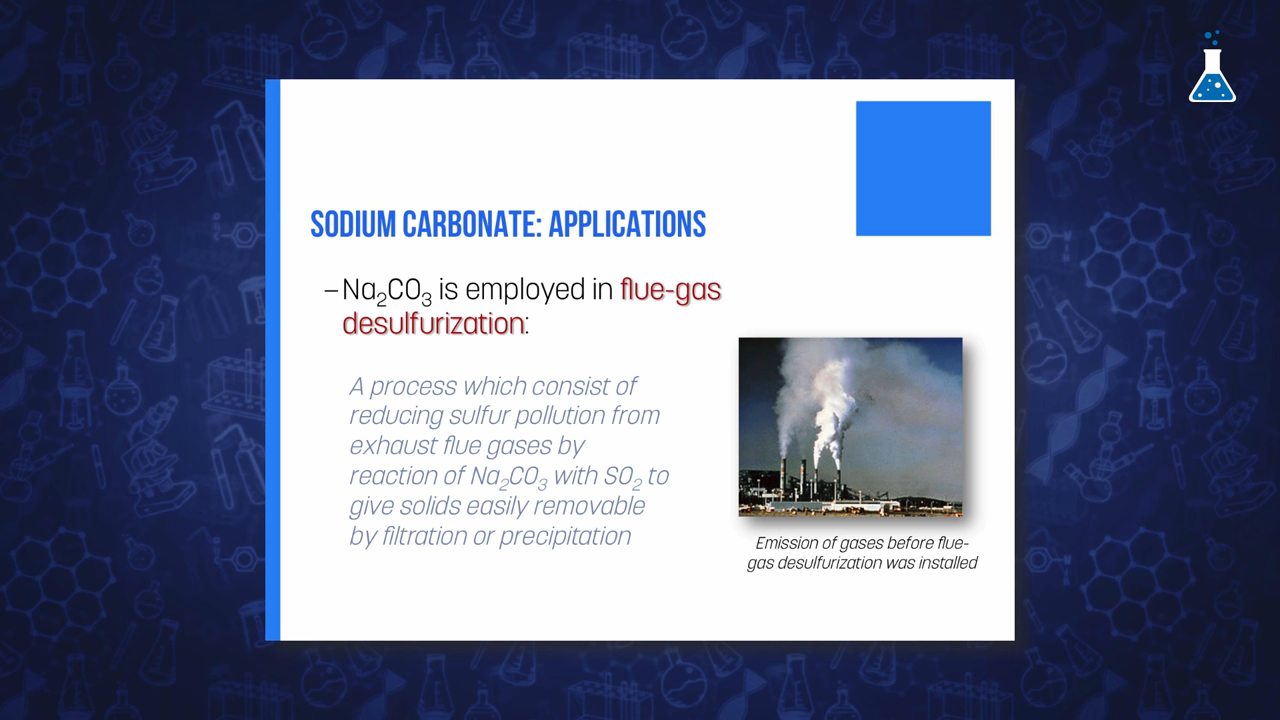 SODIUM CARBONATE: APPLICATIONS
–Na₂CO₃ is employed in flue-gas
desulfurization:
A process which consist of
reducing sulfur pollution from
exhaust flue gases by
reaction of Na₂CO₃ with SO₂ to
give solids easily removable
by filtration or precipitation
Emission of gases before flue-
gas desulfurization was installed